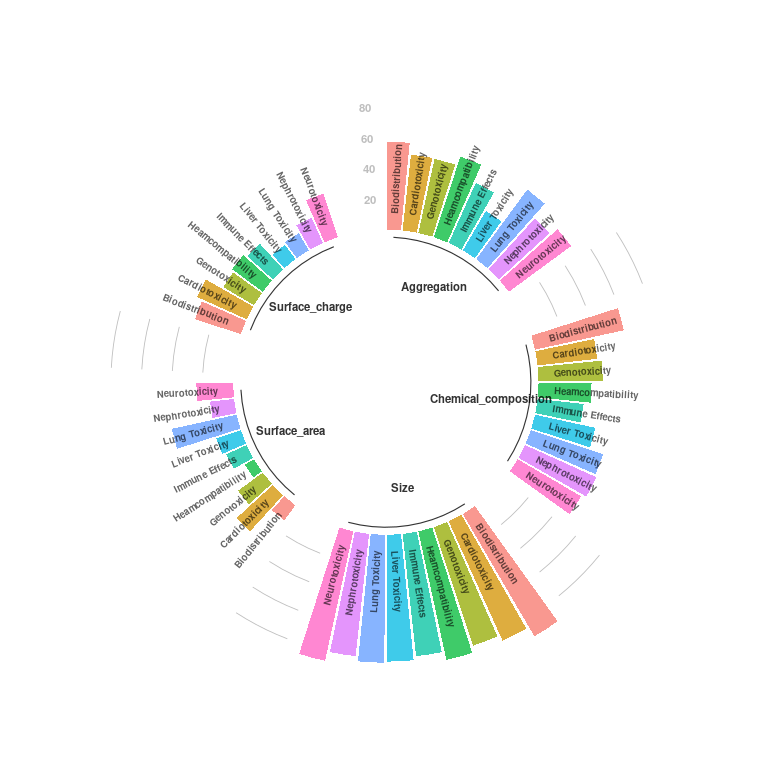 80
60
40
20
Biodistribution
Cardiotoxicity
Genotoxicity
Heamcompatibility
Immune Effects
Liver Toxicity
Lung Toxicity
Nephrotoxicity
Neurotoxicity
Aggregation
Biodistribution
Cardiotoxicity
Genotoxicity
Heamcompatibility
Immune Effects
Liver Toxicity
Lung Toxicity
Nephrotoxicity
Neurotoxicity
Chemical_composition
Biodistribution
Cardiotoxicity
Genotoxicity
Heamcompatibility
Immune Effects
Liver Toxicity
Lung Toxicity
Nephrotoxicity
Neurotoxicity
Size
Biodistribution
Cardiotoxicity
Genotoxicity
Heamcompatibility
Immune Effects
Liver Toxicity
Lung Toxicity
Nephrotoxicity
Neurotoxicity
Surface_area
Biodistribution
Cardiotoxicity
Genotoxicity
Heamcompatibility
Immune Effects
Liver Toxicity
Lung Toxicity
Nephrotoxicity
Neurotoxicity
Surface_charge